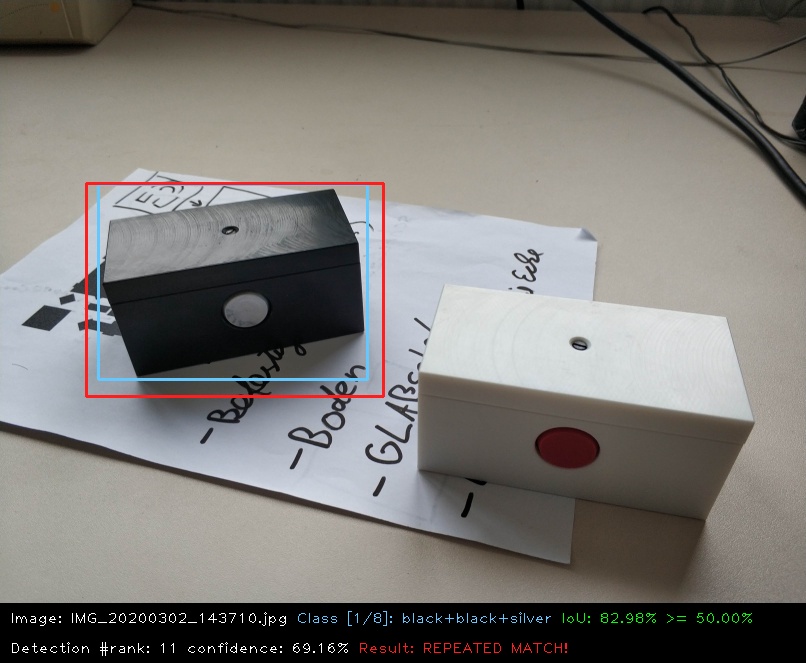 - Boden
Image: IMG_20200302_143710.jpg Class [1/8]: black+black+silver IoU: 82.98% >= 50.00%
Detection #rank: 11 confidence: 69.16% Result: REPEATED MATCH!